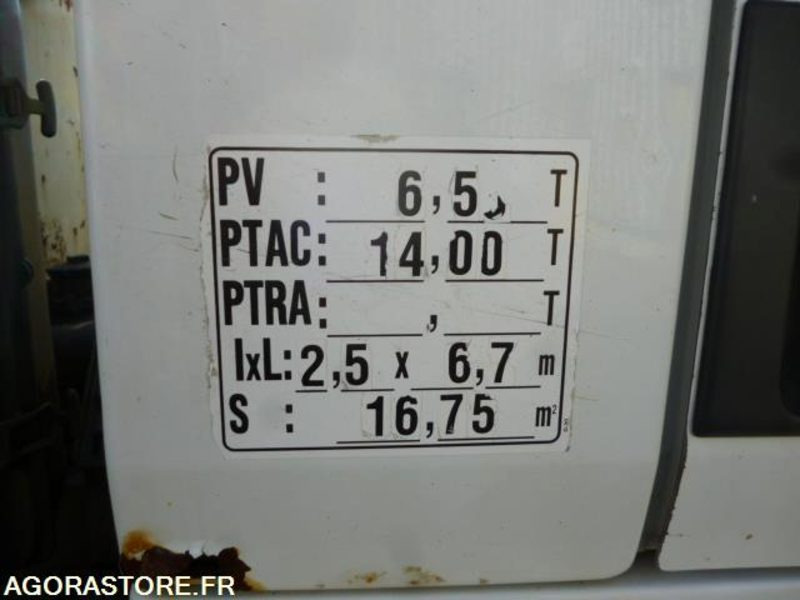 PV : 6,5 T
PTAC: 14,00 T
PTRA: , T
lxL: 2,5 x 6,7 m
S : 16,75 m²
AGORASTORE.FR